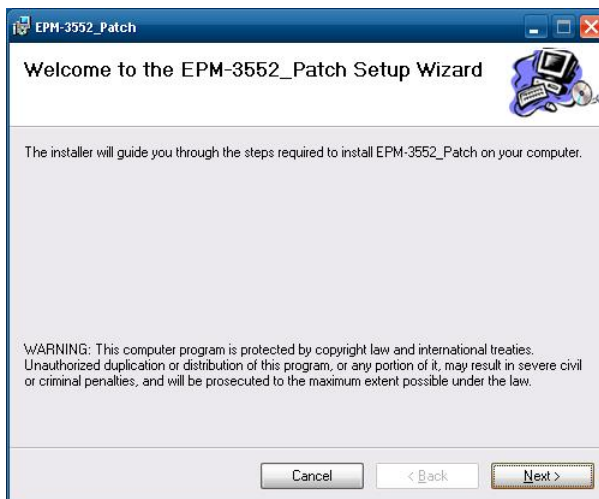 EPM-3552_Patch
Welcome to the EPM-3552_Patch Setup Wizard
The installer will guide you through the steps required to install EPM-3552_Patch on your computer.
WARNING: This computer program is protected by copyright law and international treaties.
Unauthorized duplication or distribution of this program, or any portion of it, may result in severe civil
or criminal penalties, and will be prosecuted to the maximum extent possible under the law.
Cancel
< Back
Next >